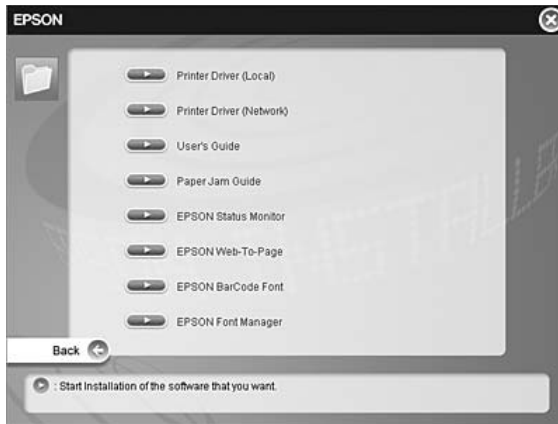 EPSON
Printer Driver (Local)
Printer Driver (Network)
User's Guide
Paper Jam Guide
EPSON Status Monitor
EPSON Web-To-Page
EPSON BarCode Font
EPSON Font Manager
Back
: Start Installation of the software that you want.